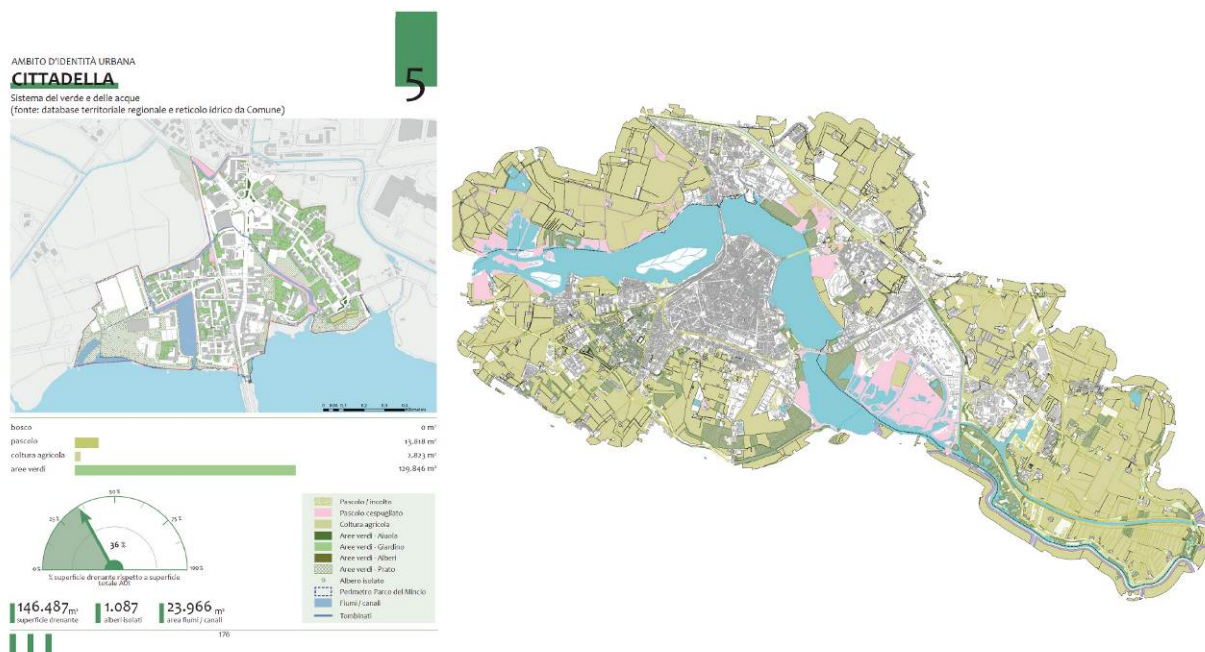 AMBITO D'IDENTITÀ URBANA
CITTADELLA
5
Sistema del verde e delle acque
(fonte: database territoriale regionale e reticolo idrico da Comune)
bosco 0 m²
pascolo 13.818 m²
coltura agricola 2.823 m²
aree verdi 129.846 m²
0 %
25 %
50 %
75 %
100 %
36 %
% superficie drenante rispetto a superficie
totale AUI
146.487 m²
superficie drenante
1.087
alberi isolati
23.966 m²
area fiumi / canali
Pascolo / incolto
Pascolo cespugliato
Coltura agricola
Aree verdi - Aiuola
Aree verdi - Giardino
Aree verdi - Alberi
Aree verdi - Prato
Albero isolato
Perimetro Parco del Mincio
Fiumi / canali
Tombinati
176